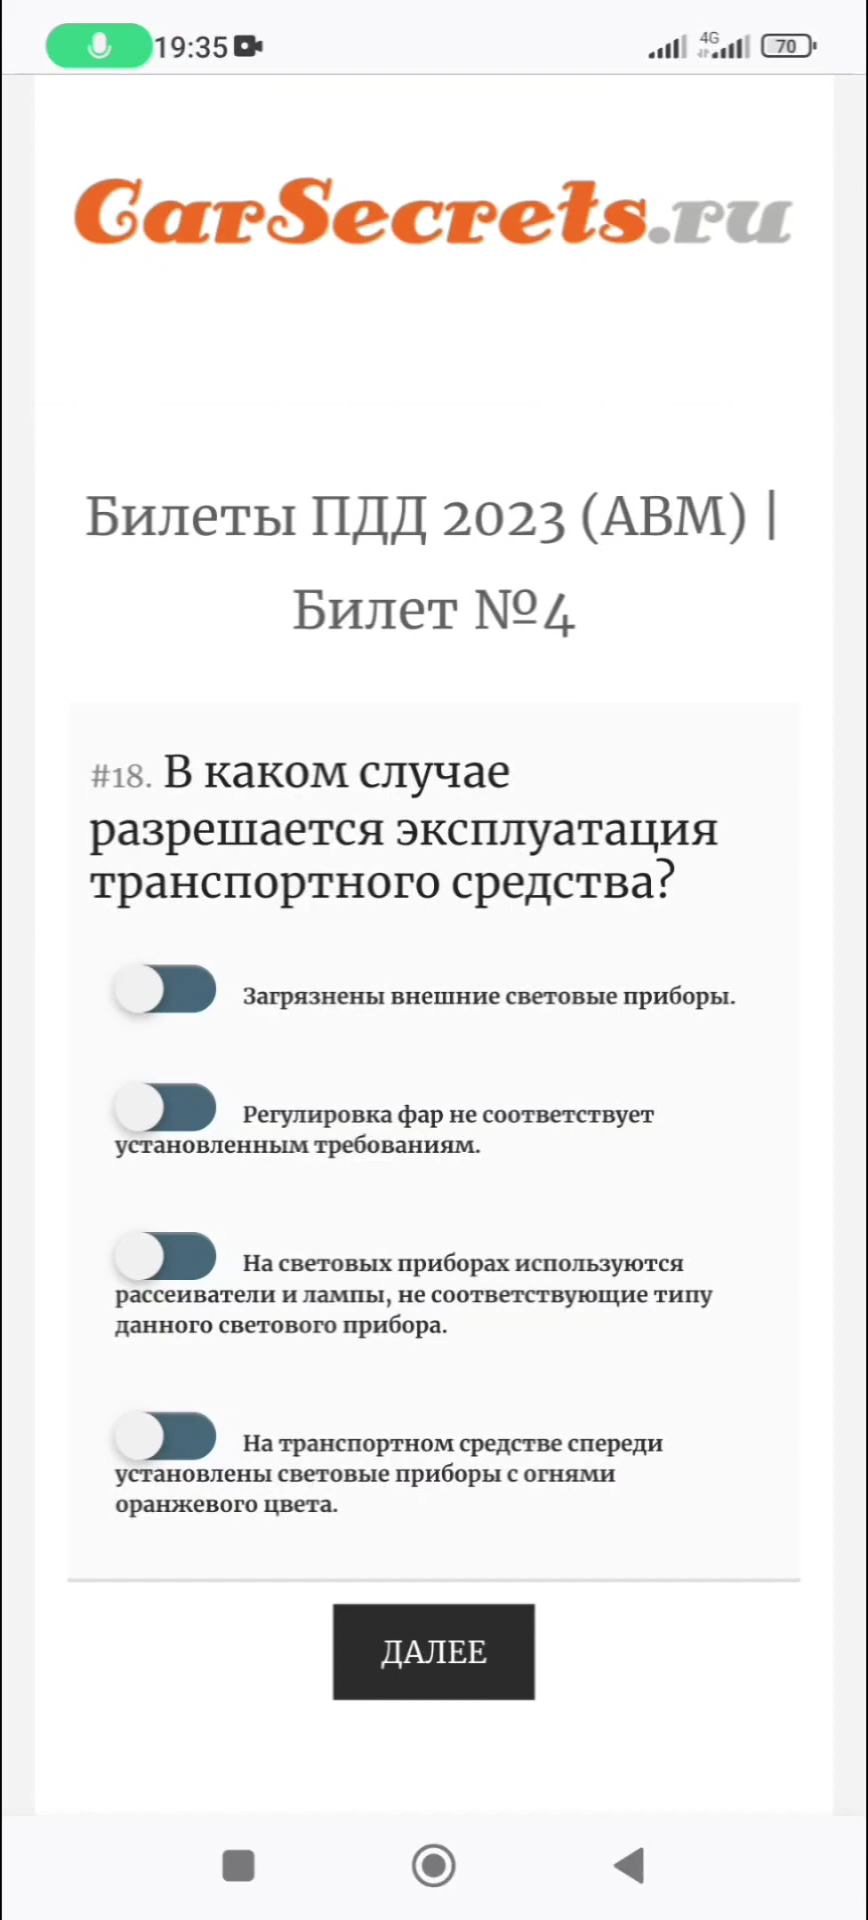 19:35
4G
70
CarSecrets.ru
Билеты ПДД 2023 (АВМ) |
Билет №4
#18. В каком случае
разрешается эксплуатация
транспортного средства?
Загрязнены внешние световые приборы.
Регулировка фар не соответствует
установленным требованиям.
На световых приборах используются
рассеиватели и лампы, не соответствующие типу
данного светового прибора.
На транспортном средстве спереди
установлены световые приборы с огнями
оранжевого цвета.
ДАЛЕЕ